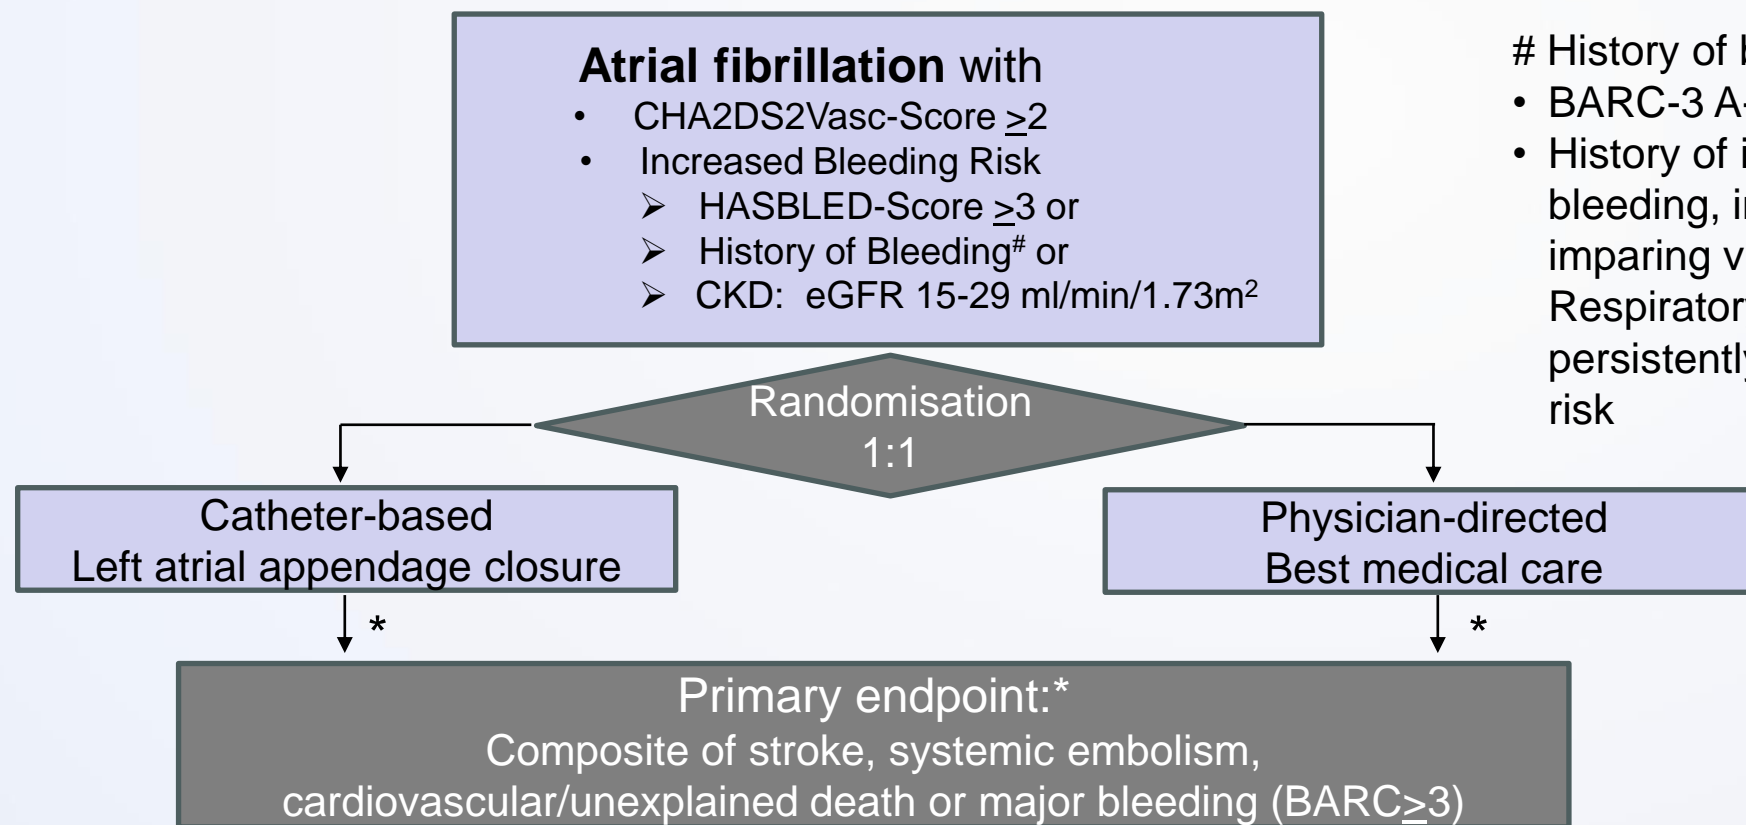 Atrial fibrillation with
• CHA2DS2Vasc-Score ≥2
• Increased Bleeding Risk
➢ HASBLED-Score ≥3 or
➢ History of Bleeding# or
➢ CKD: eGFR 15-29 ml/min/1.73m²
# History of
• BARC-3
• History of
bleeding,
imparing
risk
Randomisation
1:1
Catheter-based
Left atrial appendage closure
Physician-directed
Best medical care
*
*
Primary endpoint:*
Composite of stroke, systemic embolism,
cardiovascular/unexplained death or major bleeding (BARC≥3)